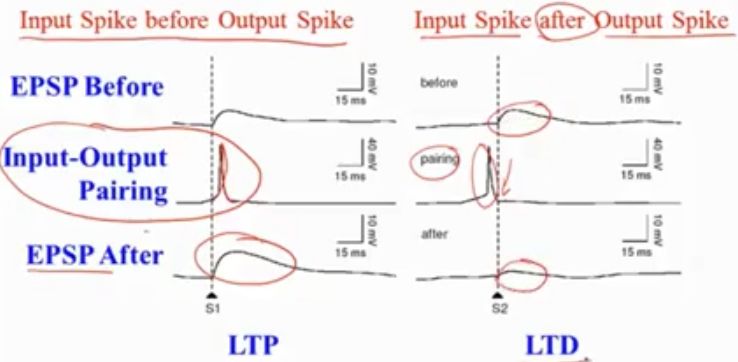 Input Spike before Output Spike
Input Spike after Output Spike
EPSP Before
10 mV
15 ms
before
10 mV
15 ms
Input-Output
Pairing
40 mV
15 ms
pairing
40 mV
15 ms
EPSP After
10 mV
15 ms
after
10 mV
15 ms
S1
S2
LTP
LTD